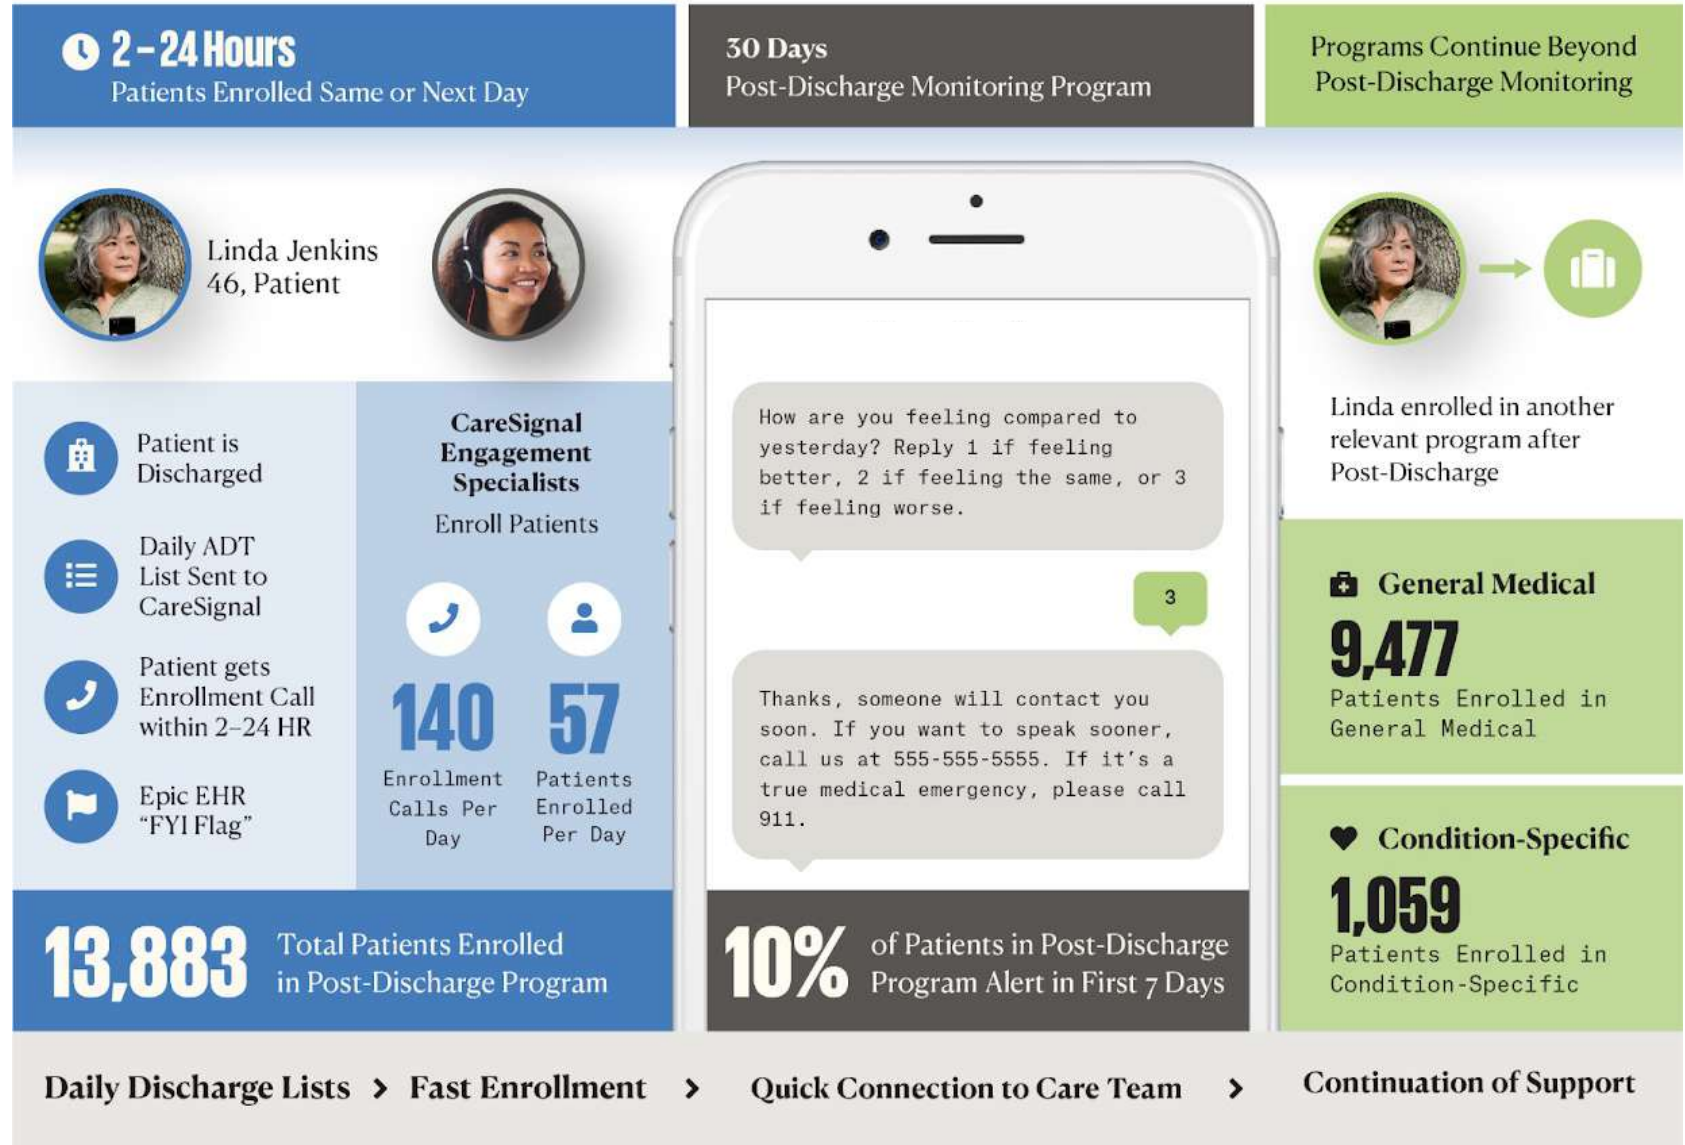 2–24 Hours
Patients Enrolled Same or Next Day
30 Days
Post-Discharge Monitoring Program
Programs Continue Beyond
Post-Discharge Monitoring
Linda Jenkins
46, Patient
Patient is
Discharged
Daily ADT
List Sent to
CareSignal
Patient gets
Enrollment Call
within 2–24 HR
Epic EHR
“FYI Flag”
CareSignal
Engagement
Specialists
Enroll Patients
140
Enrollment
Calls Per
Day
57
Patients
Enrolled
Per Day
13,883
Total Patients Enrolled
in Post-Discharge Program
How are you feeling compared to
yesterday? Reply 1 if feeling
better, 2 if feeling the same, or 3
if feeling worse.
3
Thanks, someone will contact you
soon. If you want to speak sooner,
call us at 555-555-5555. If it's a
true medical emergency, please call
911.
10%
of Patients in Post-Discharge
Program Alert in First 7 Days
Linda enrolled in another
relevant program after
Post-Discharge
General Medical
9,477
Patients Enrolled in
General Medical
Condition-Specific
1,059
Patients Enrolled in
Condition-Specific
Daily Discharge Lists > Fast Enrollment > Quick Connection to Care Team > Continuation of Support